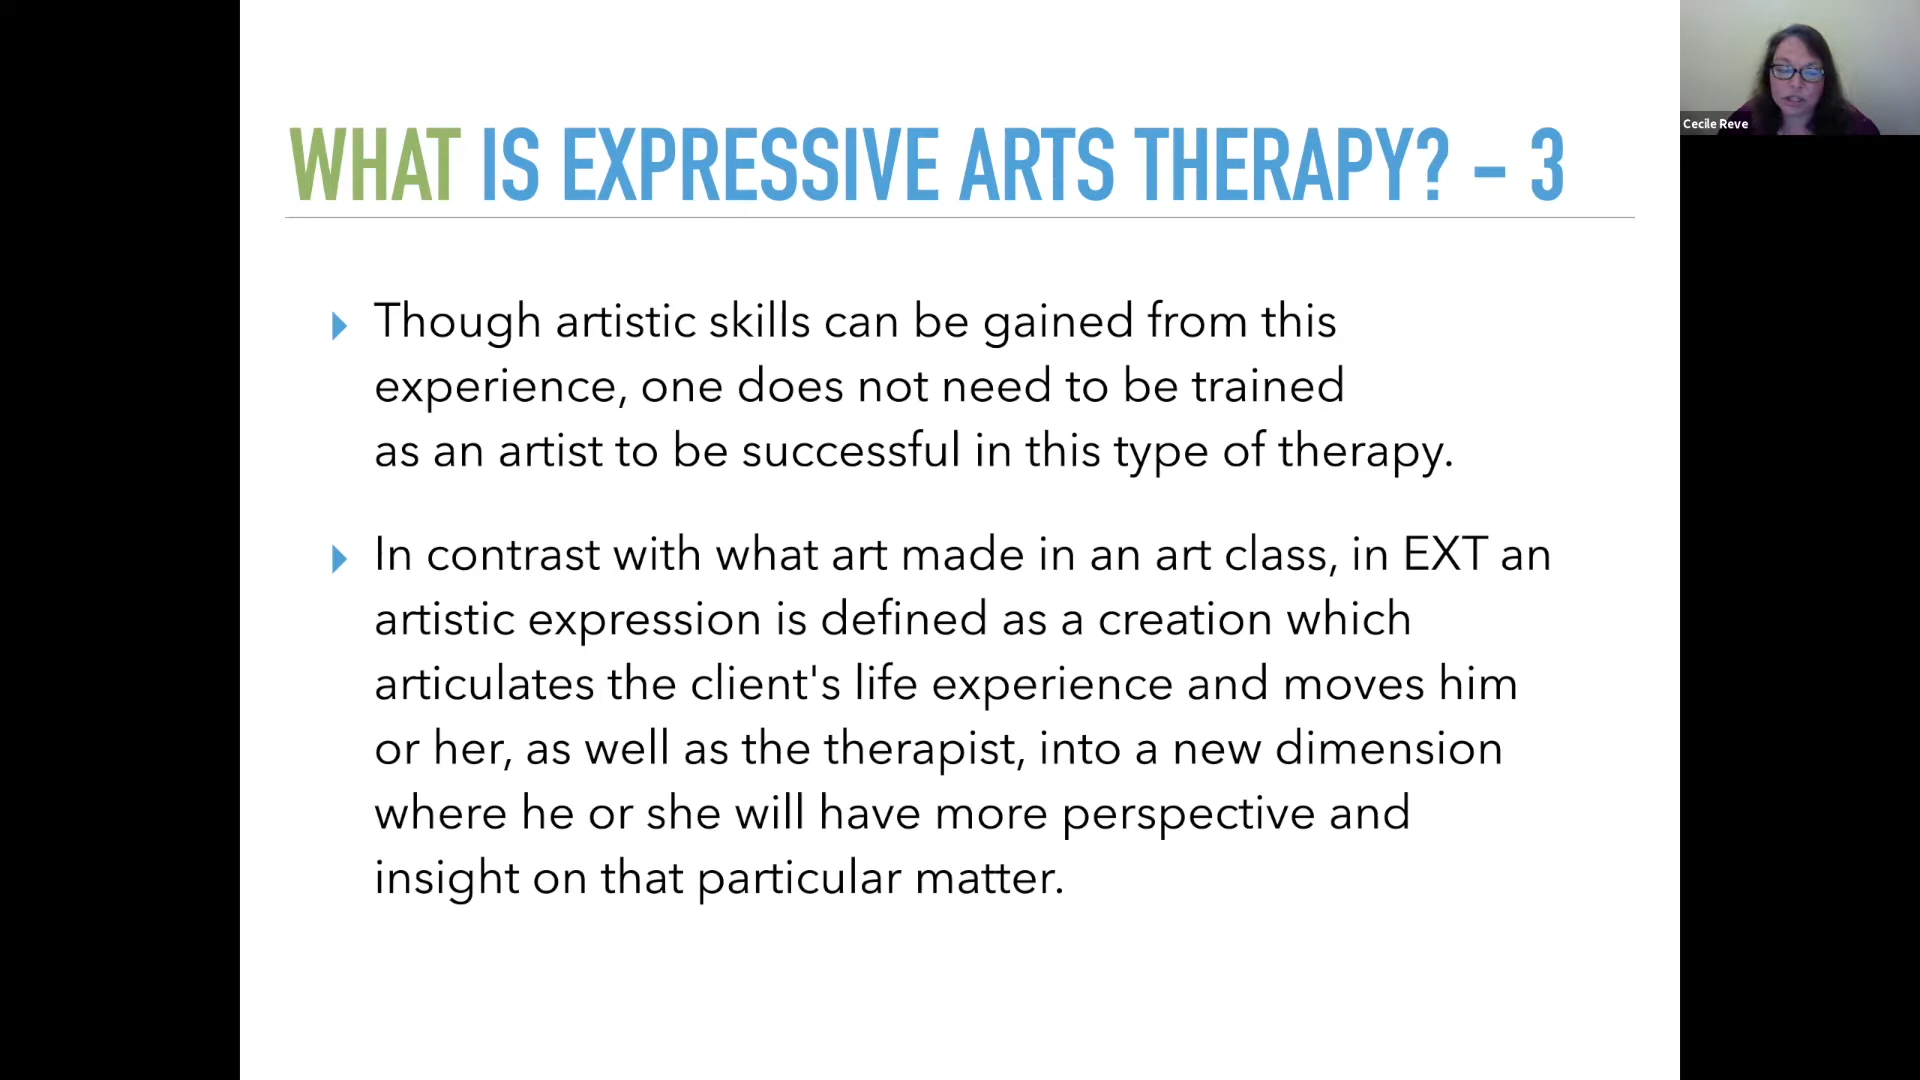 WHAT IS EXPRESSIVE ARTS THERAPY? - 3
Though artistic skills can be gained from this
experience, one does not need to be trained
as an artist to be successful in this type of therapy.
In contrast with what art made in an art class, in EXT an
artistic expression is defined as a creation which
articulates the client's life experience and moves him
or her, as well as the therapist, into a new dimension
where he or she will have more perspective and
insight on that particular matter.
Cecile Reve